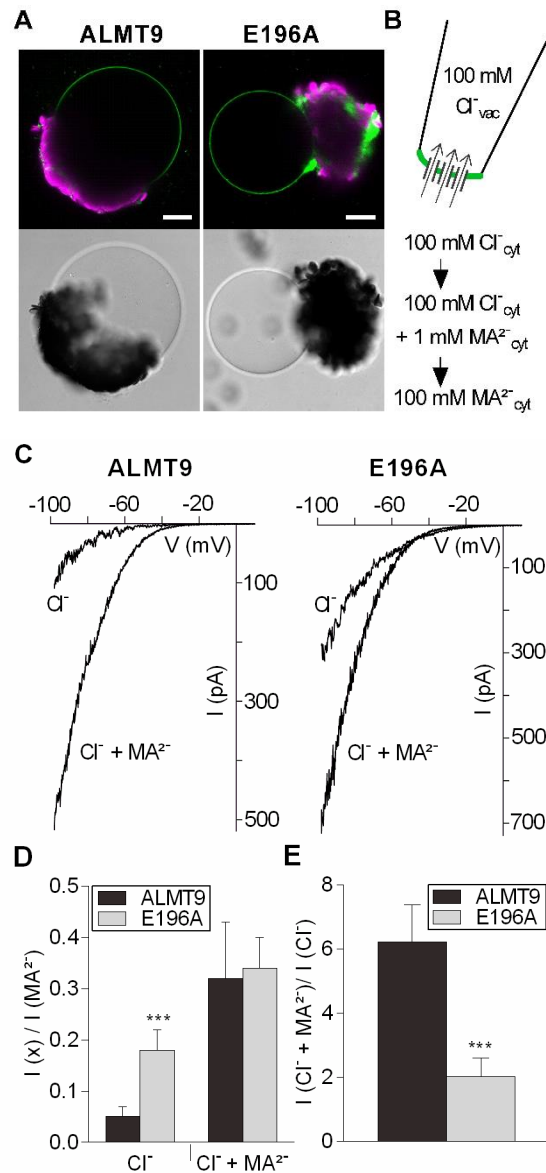 A
ALMT9
E196A
B
100 mM
Cl⁻vac
100 mM Cl⁻cyt
100 mM Cl⁻cyt
+ 1 mM MA²⁻cyt
100 mM MA²⁻cyt
C
ALMT9
-100 -60 -20
V (mV)
Cl⁻
100
300
I (pA)
Cl⁻ + MA²⁻
500
E196A
-100 -60 -20
V (mV)
Cl⁻
100
300
I (pA)
500
Cl⁻ + MA²⁻
700
D
I (x) / I (MA²⁻)
0.5
0.4
0.3
0.2
0.1
0.0
ALMT9
E196A
***
Cl⁻
Cl⁻ + MA²⁻
E
I (Cl⁻ + MA²⁻)/ I (Cl⁻)
8
6
4
2
0
ALMT9
E196A
***